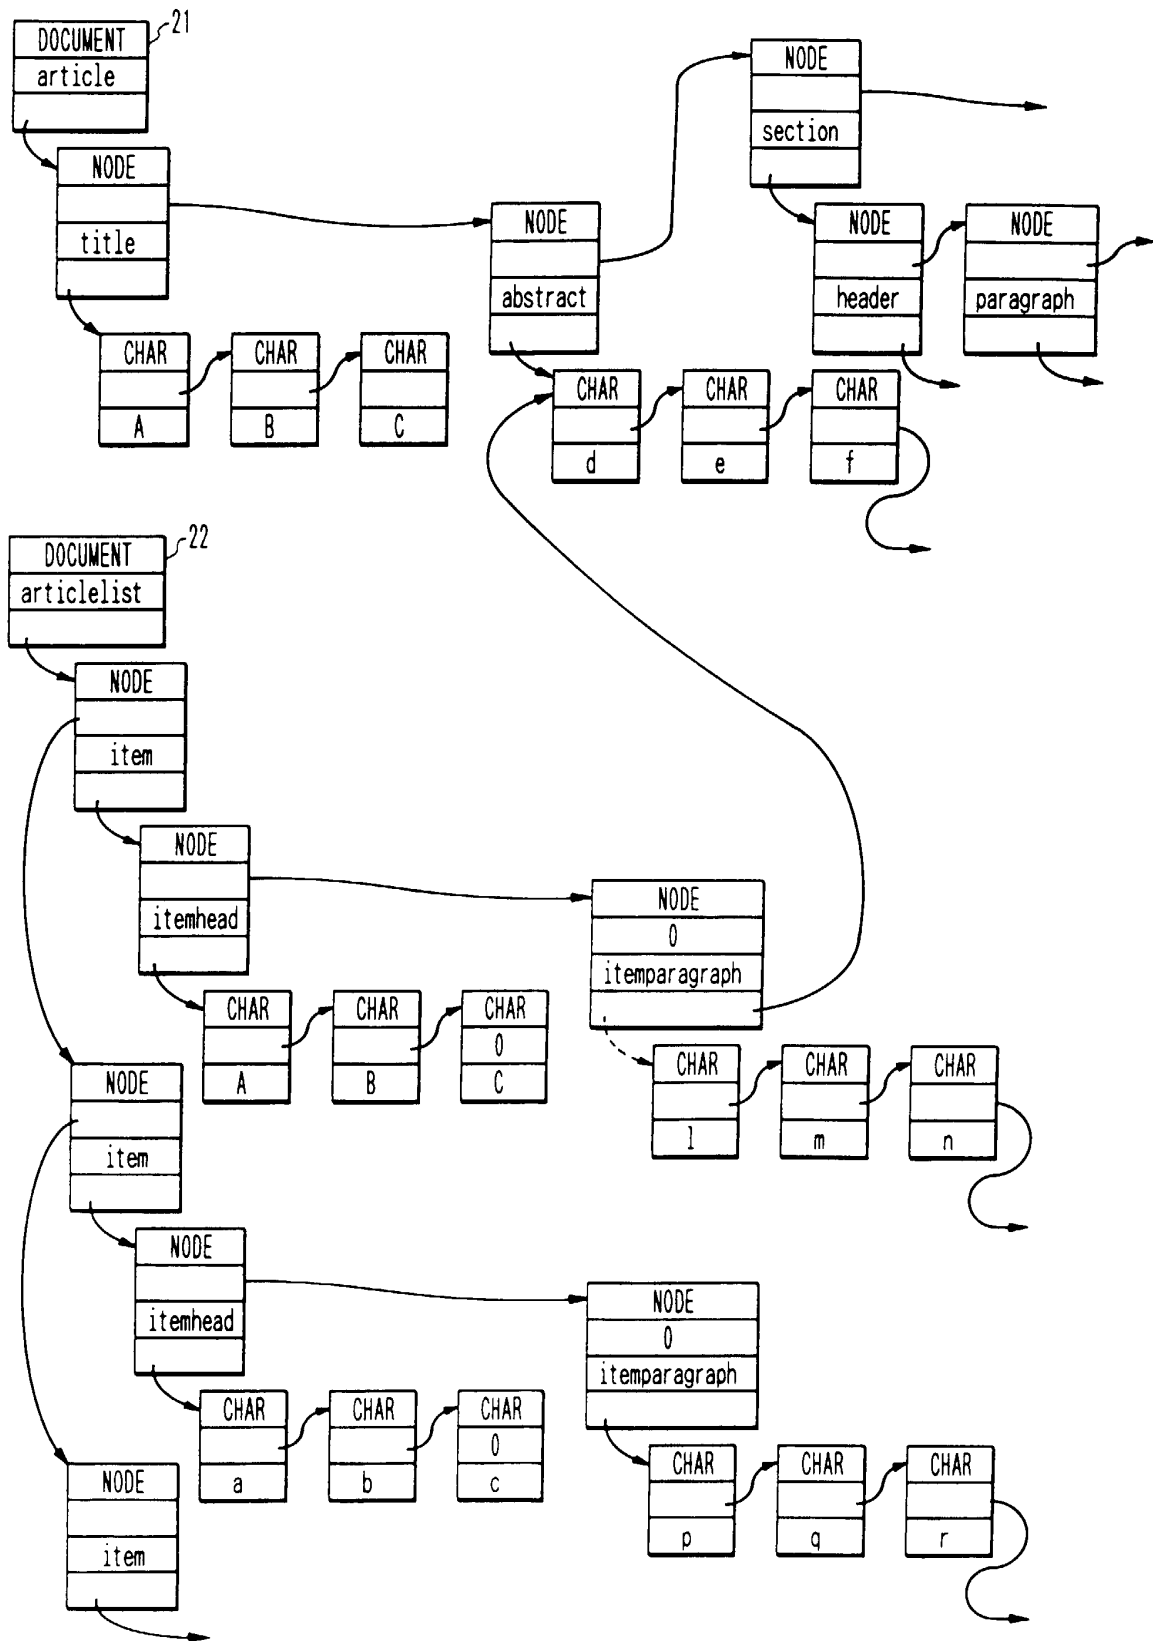 DOCUMENT 21
article
NODE
title
CHAR CHAR CHAR
A B C
NODE
abstract
CHAR CHAR CHAR
d e f
NODE
section
NODE NODE
header paragraph
DOCUMENT 22
articlelist
NODE
item
NODE
itemhead
CHAR CHAR CHAR
0
A B C
NODE
0
itemparagraph
CHAR CHAR CHAR
l m n
NODE
item
NODE
itemhead
CHAR CHAR CHAR
0
a b c
NODE
0
itemparagraph
CHAR CHAR CHAR
p q r
NODE
item